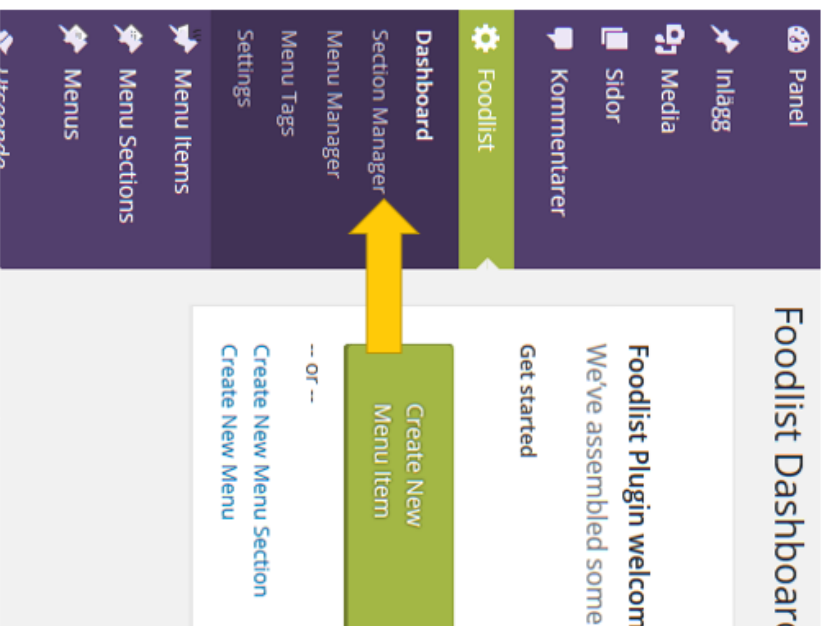 Panel
Inlägg
Media
Sidor
Kommentarer
Foodlist
Dashboard
Section Manager
Menu Manager
Menu Tags
Settings
Menu Items
Menu Sections
Menus
Utseende
Foodlist Dashboard
Foodlist Plugin welcom
We've assembled some
Get started
Create New
Menu Item
-- or --
Create New Menu Section
Create New Menu